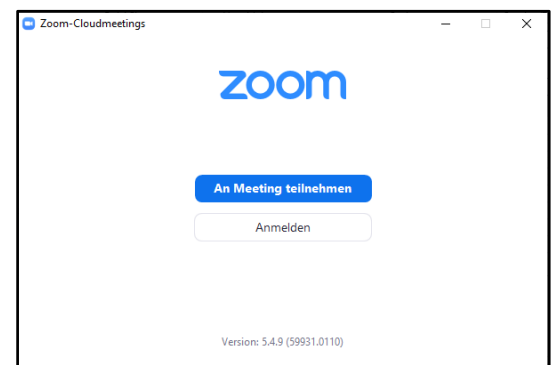 Zoom-Cloudmeetings
zoom
An Meeting teilnehmen
Anmelden
Version: 5.4.9 (59931.0110)